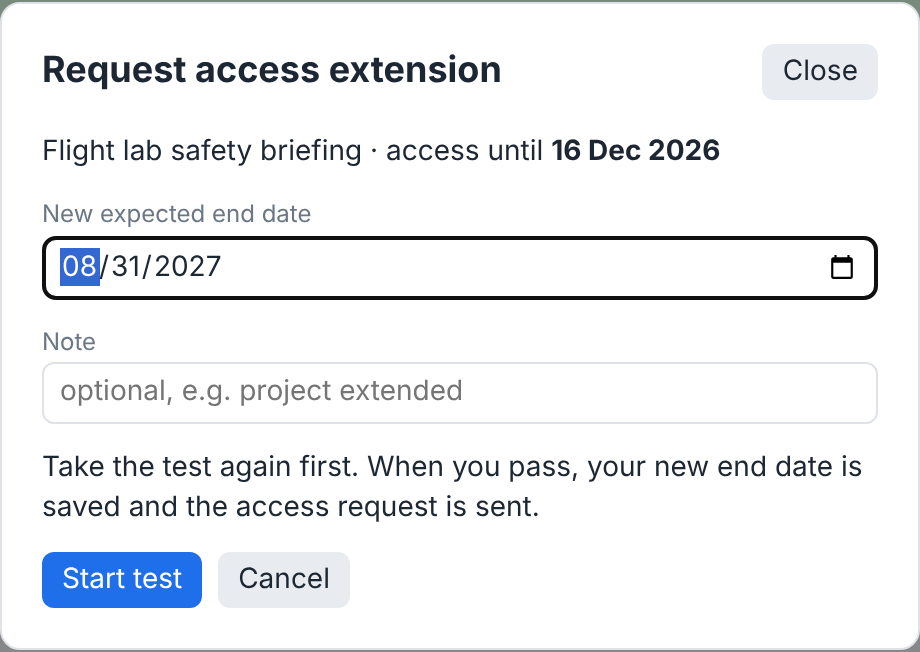 Request access extension
Close
Flight lab safety briefing · access until 16 Dec 2026
New expected end date
08/31/2027
Note
optional, e.g. project extended
Take the test again first. When you pass, your new end date is
saved and the access request is sent.
Start test
Cancel